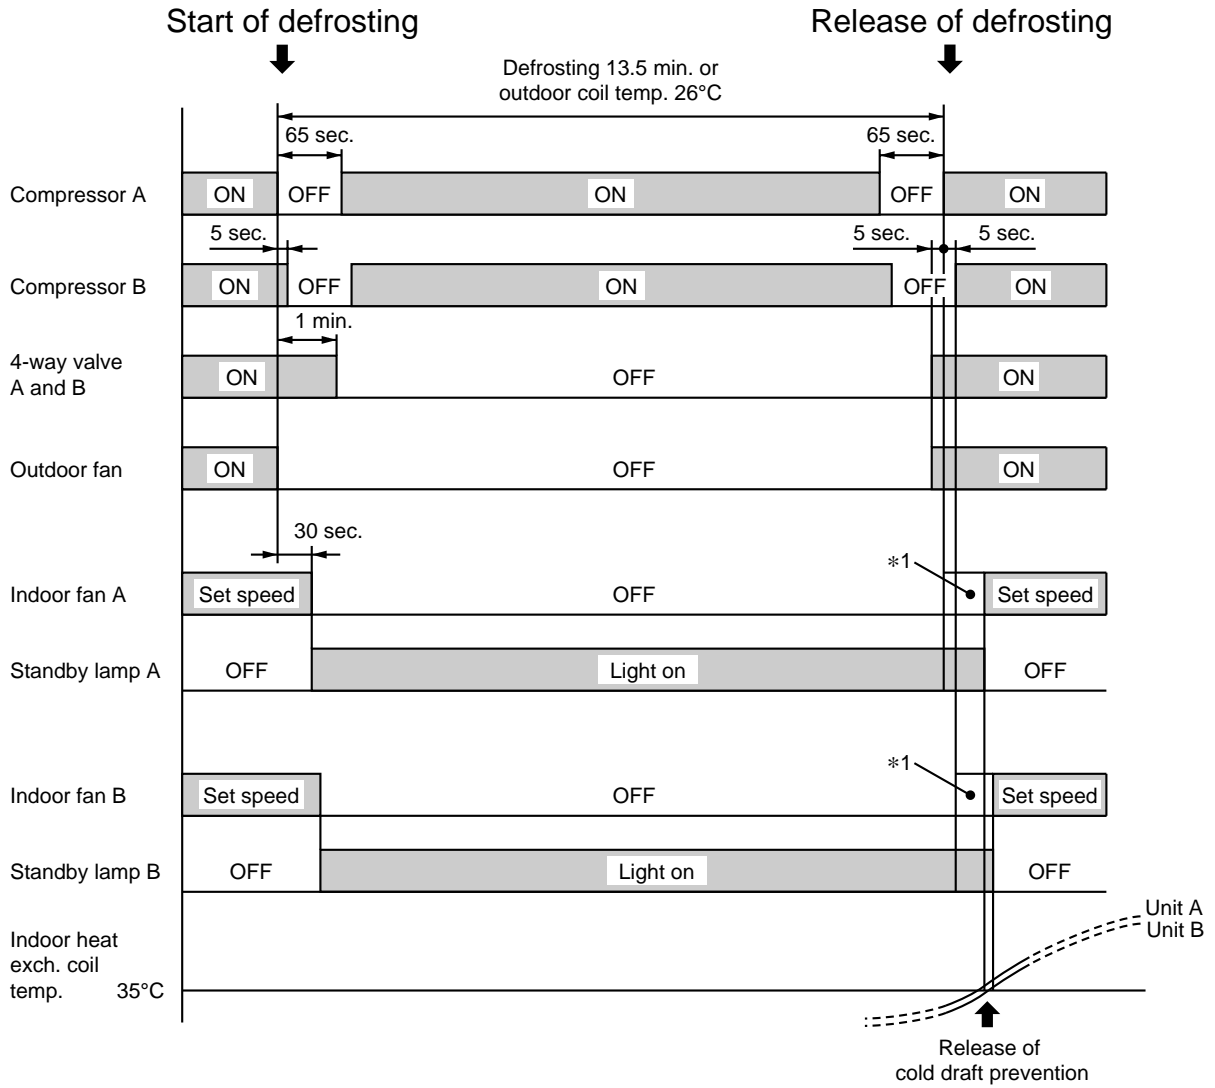 Start of defrosting
Release of defrosting
Defrosting 13.5 min. or
outdoor coil temp. 26°C
65 sec.
65 sec.
Compressor A
ON
OFF
ON
OFF
ON
5 sec.
5 sec.
5 sec.
Compressor B
ON
OFF
ON
OFF
ON
1 min.
4-way valve
A and B
ON
OFF
ON
Outdoor fan
ON
OFF
ON
30 sec.
*1
Indoor fan A
Set speed
OFF
Set speed
Standby lamp A
OFF
Light on
OFF
*1
Indoor fan B
Set speed
OFF
Set speed
Standby lamp B
OFF
Light on
OFF
Unit A
Unit B
Indoor heat
exch. coil
temp. 35°C
Release of
cold draft prevention